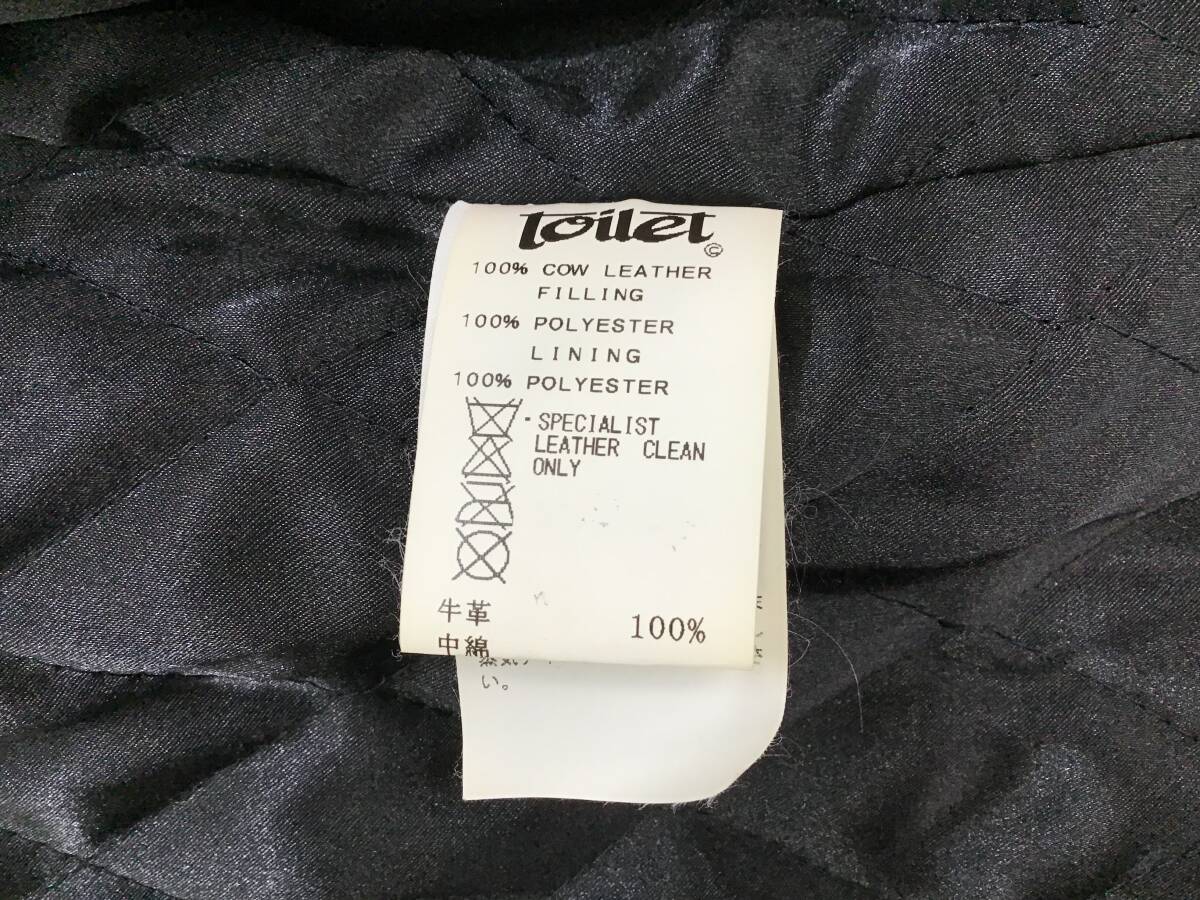 toilet ©
100% COW LEATHER
FILLING
100% POLYESTER
LINING
100% POLYESTER
- SPECIALIST
LEATHER CLEAN
ONLY
牛革 100%
中綿
い。